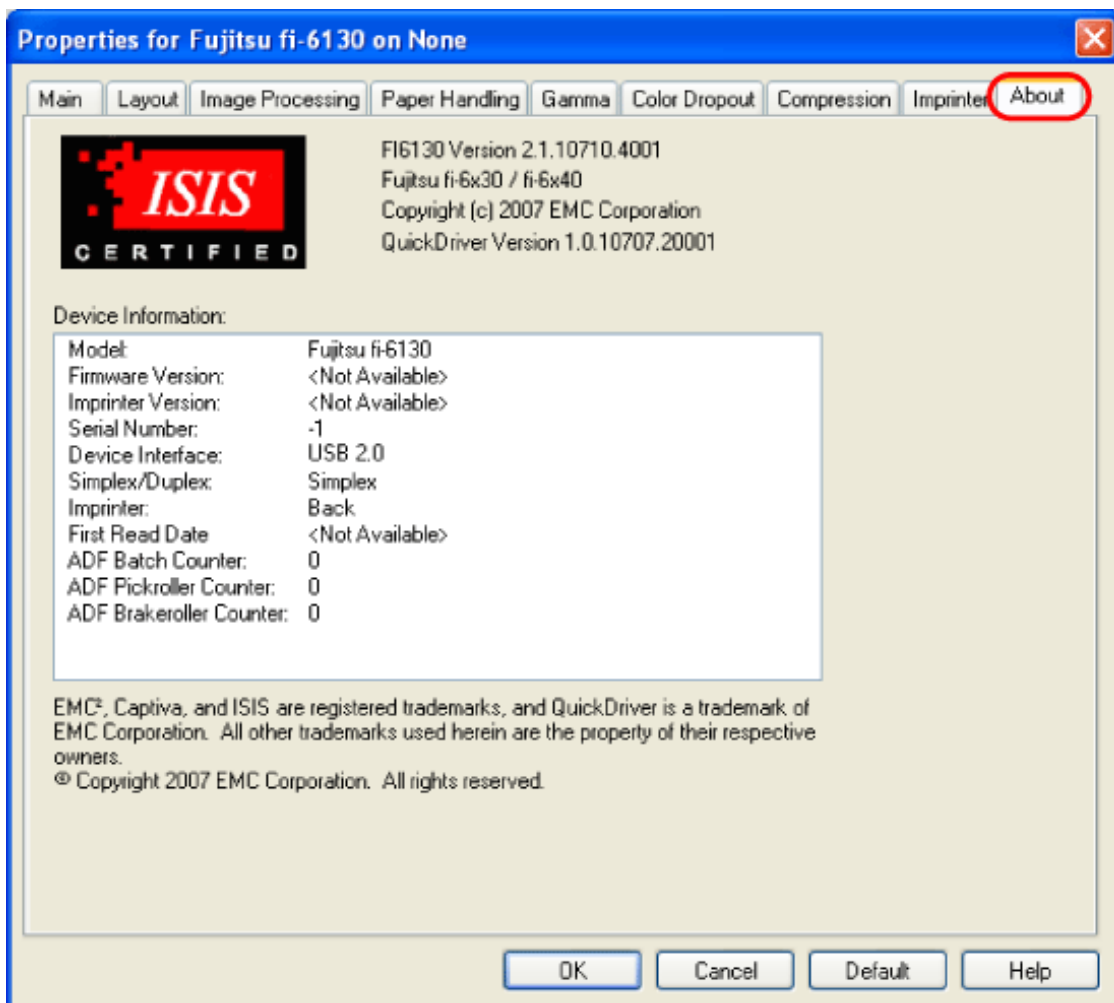 Properties for Fujitsu fi-6130 on None
Main Layout Image Processing Paper Handling Gamma Color Dropout Compression Imprinter About
ISIS
CERTIFIED
FI6130 Version 2.1.10710.4001
Fujitsu fi-6x30 / fi-6x40
Copyright (c) 2007 EMC Corporation
QuickDriver Version 1.0.10707.20001
Device Information:
Model: Fujitsu fi-6130
Firmware Version: <Not Available>
Imprinter Version: <Not Available>
Serial Number: -1
Device Interface: USB 2.0
Simplex/Duplex: Simplex
Imprinter: Back
First Read Date <Not Available>
ADF Batch Counter: 0
ADF Pickroller Counter: 0
ADF Brakeroller Counter: 0
EMC², Captiva, and ISIS are registered trademarks, and QuickDriver is a trademark of
EMC Corporation. All other trademarks used herein are the property of their respective
owners.
© Copyright 2007 EMC Corporation. All rights reserved.
OK Cancel Default Help